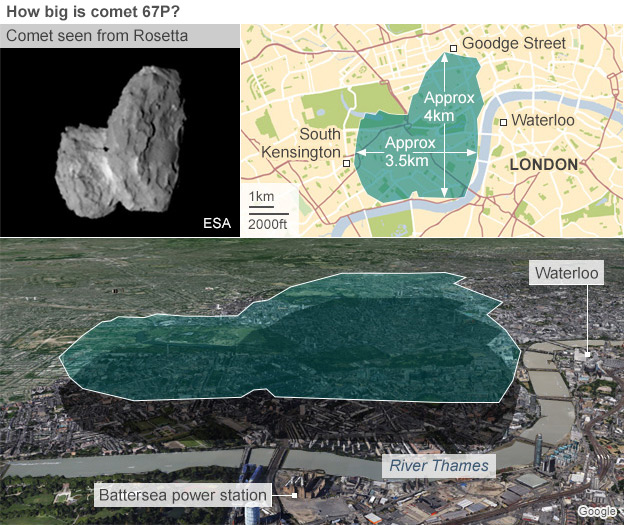 How big is comet 67P?
Comet seen from Rosetta
ESA
Goodge Street
Approx
4km
Waterloo
South
Kensington
Approx
3.5km
LONDON
1km
2000ft
Waterloo
River Thames
Battersea power station
Google